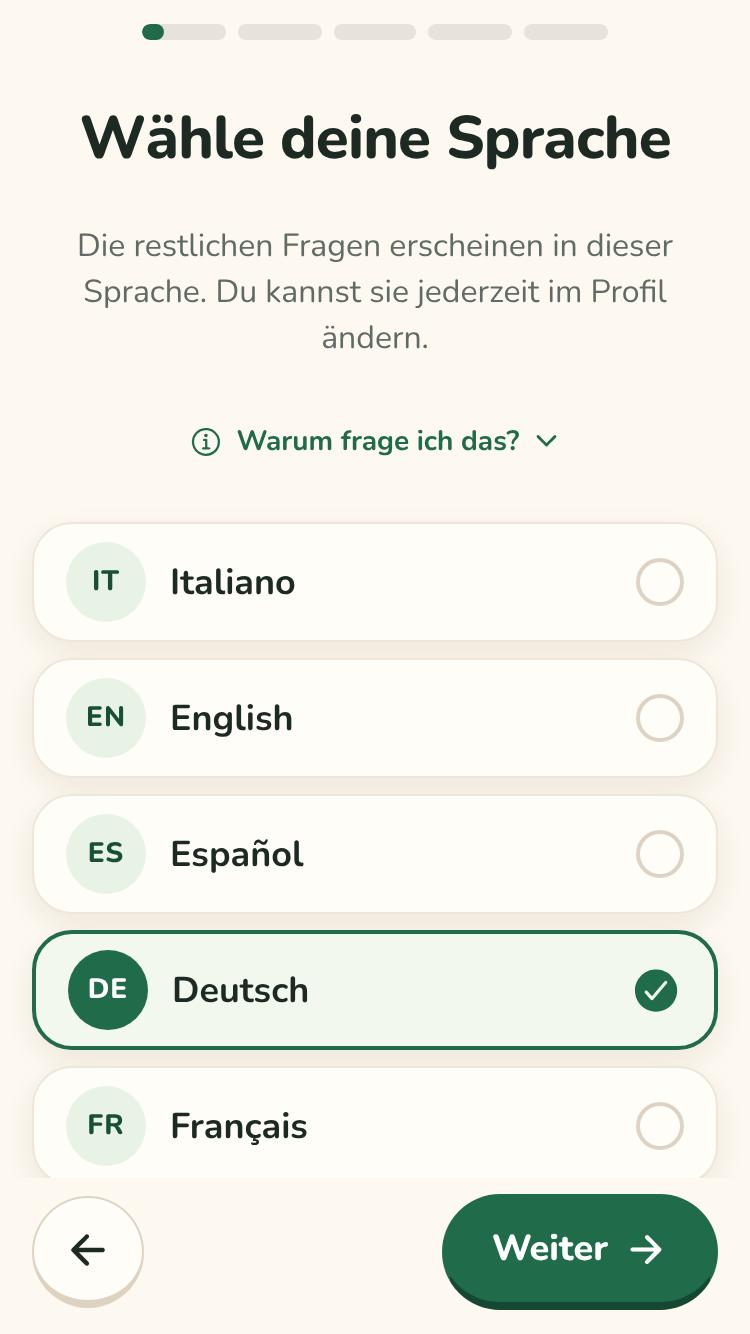 Wähle deine Sprache
Die restlichen Fragen erscheinen in dieser
Sprache. Du kannst sie jederzeit im Profil
ändern.
Warum frage ich das?
IT Italiano
EN English
ES Español
DE Deutsch
FR Français
Weiter